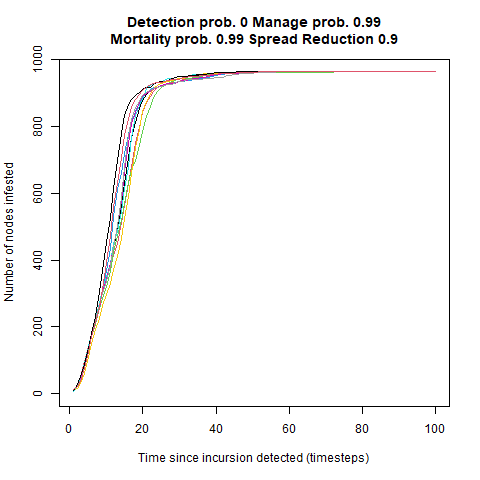 Detection prob. 0 Manage prob. 0.99
Mortality prob. 0.99 Spread Reduction 0.9
Number of nodes infested
1000
800
600
400
200
0
0 20 40 60 80 100
Time since incursion detected (timesteps)